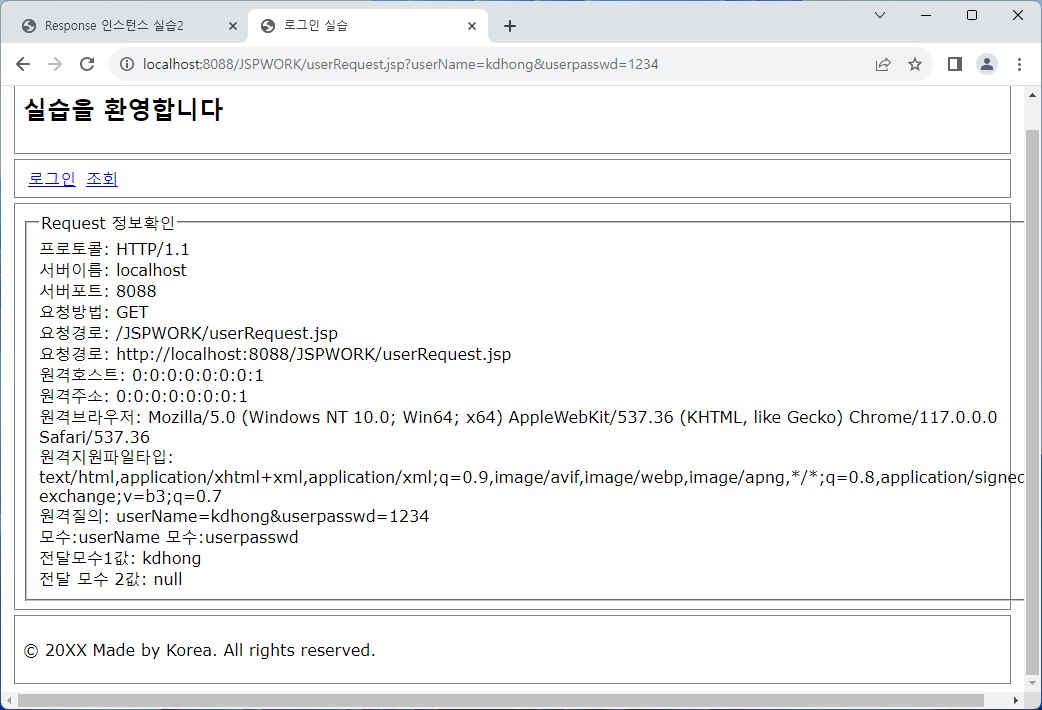 Response 인스턴스 실습2
로그인 실습
localhost:8088/JSPWORK/userRequest.jsp?userName=kdhong&userpasswd=1234
실습을 환영합니다
로그인 조회
Request 정보확인
프로토콜: HTTP/1.1
서버이름: localhost
서버포트: 8088
요청방법: GET
요청경로: /JSPWORK/userRequest.jsp
요청경로: http://localhost:8088/JSPWORK/userRequest.jsp
원격호스트: 0:0:0:0:0:0:0:1
원격주소: 0:0:0:0:0:0:0:1
원격브라우저: Mozilla/5.0 (Windows NT 10.0; Win64; x64) AppleWebKit/537.36 (KHTML, like Gecko) Chrome/117.0.0.0
Safari/537.36
원격지원파일타입:
text/html,application/xhtml+xml,application/xml;q=0.9,image/avif,image/webp,image/apng,*/*;q=0.8,application/signed
exchange;v=b3;q=0.7
원격질의: userName=kdhong&userpasswd=1234
모수:userName 모수:userpasswd
전달모수1값: kdhong
전달 모수 2값: null
© 20XX Made by Korea. All rights reserved.